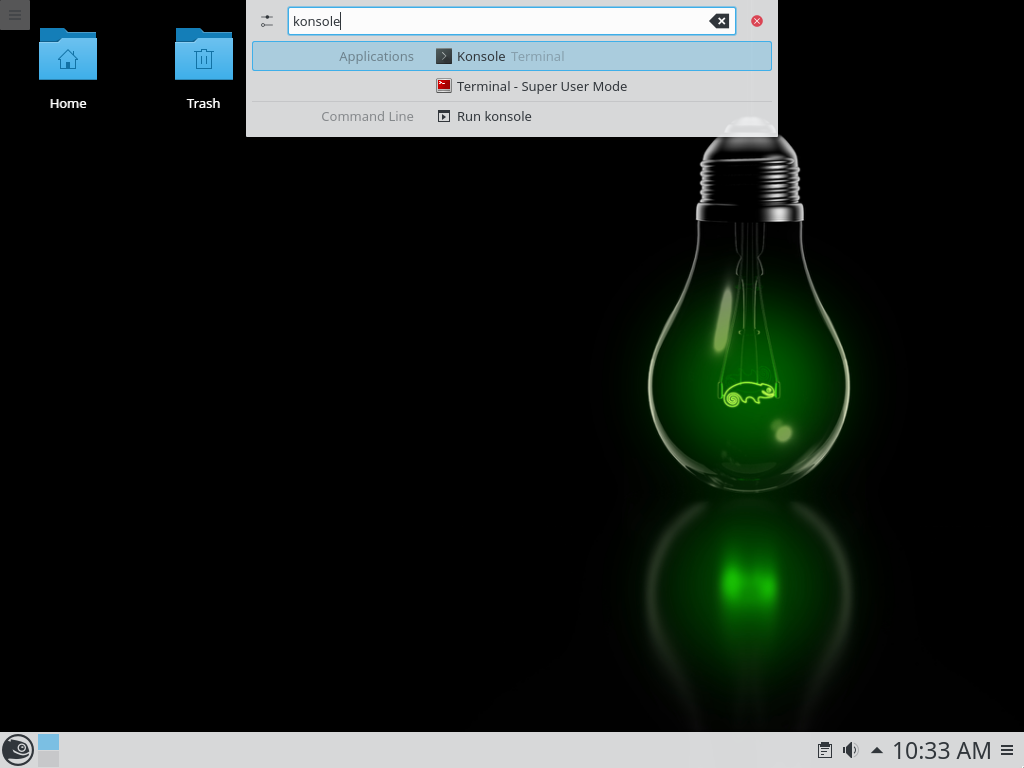 konsole
Applications Konsole Terminal
Terminal - Super User Mode
Command Line Run konsole
Home Trash
10:33 AM